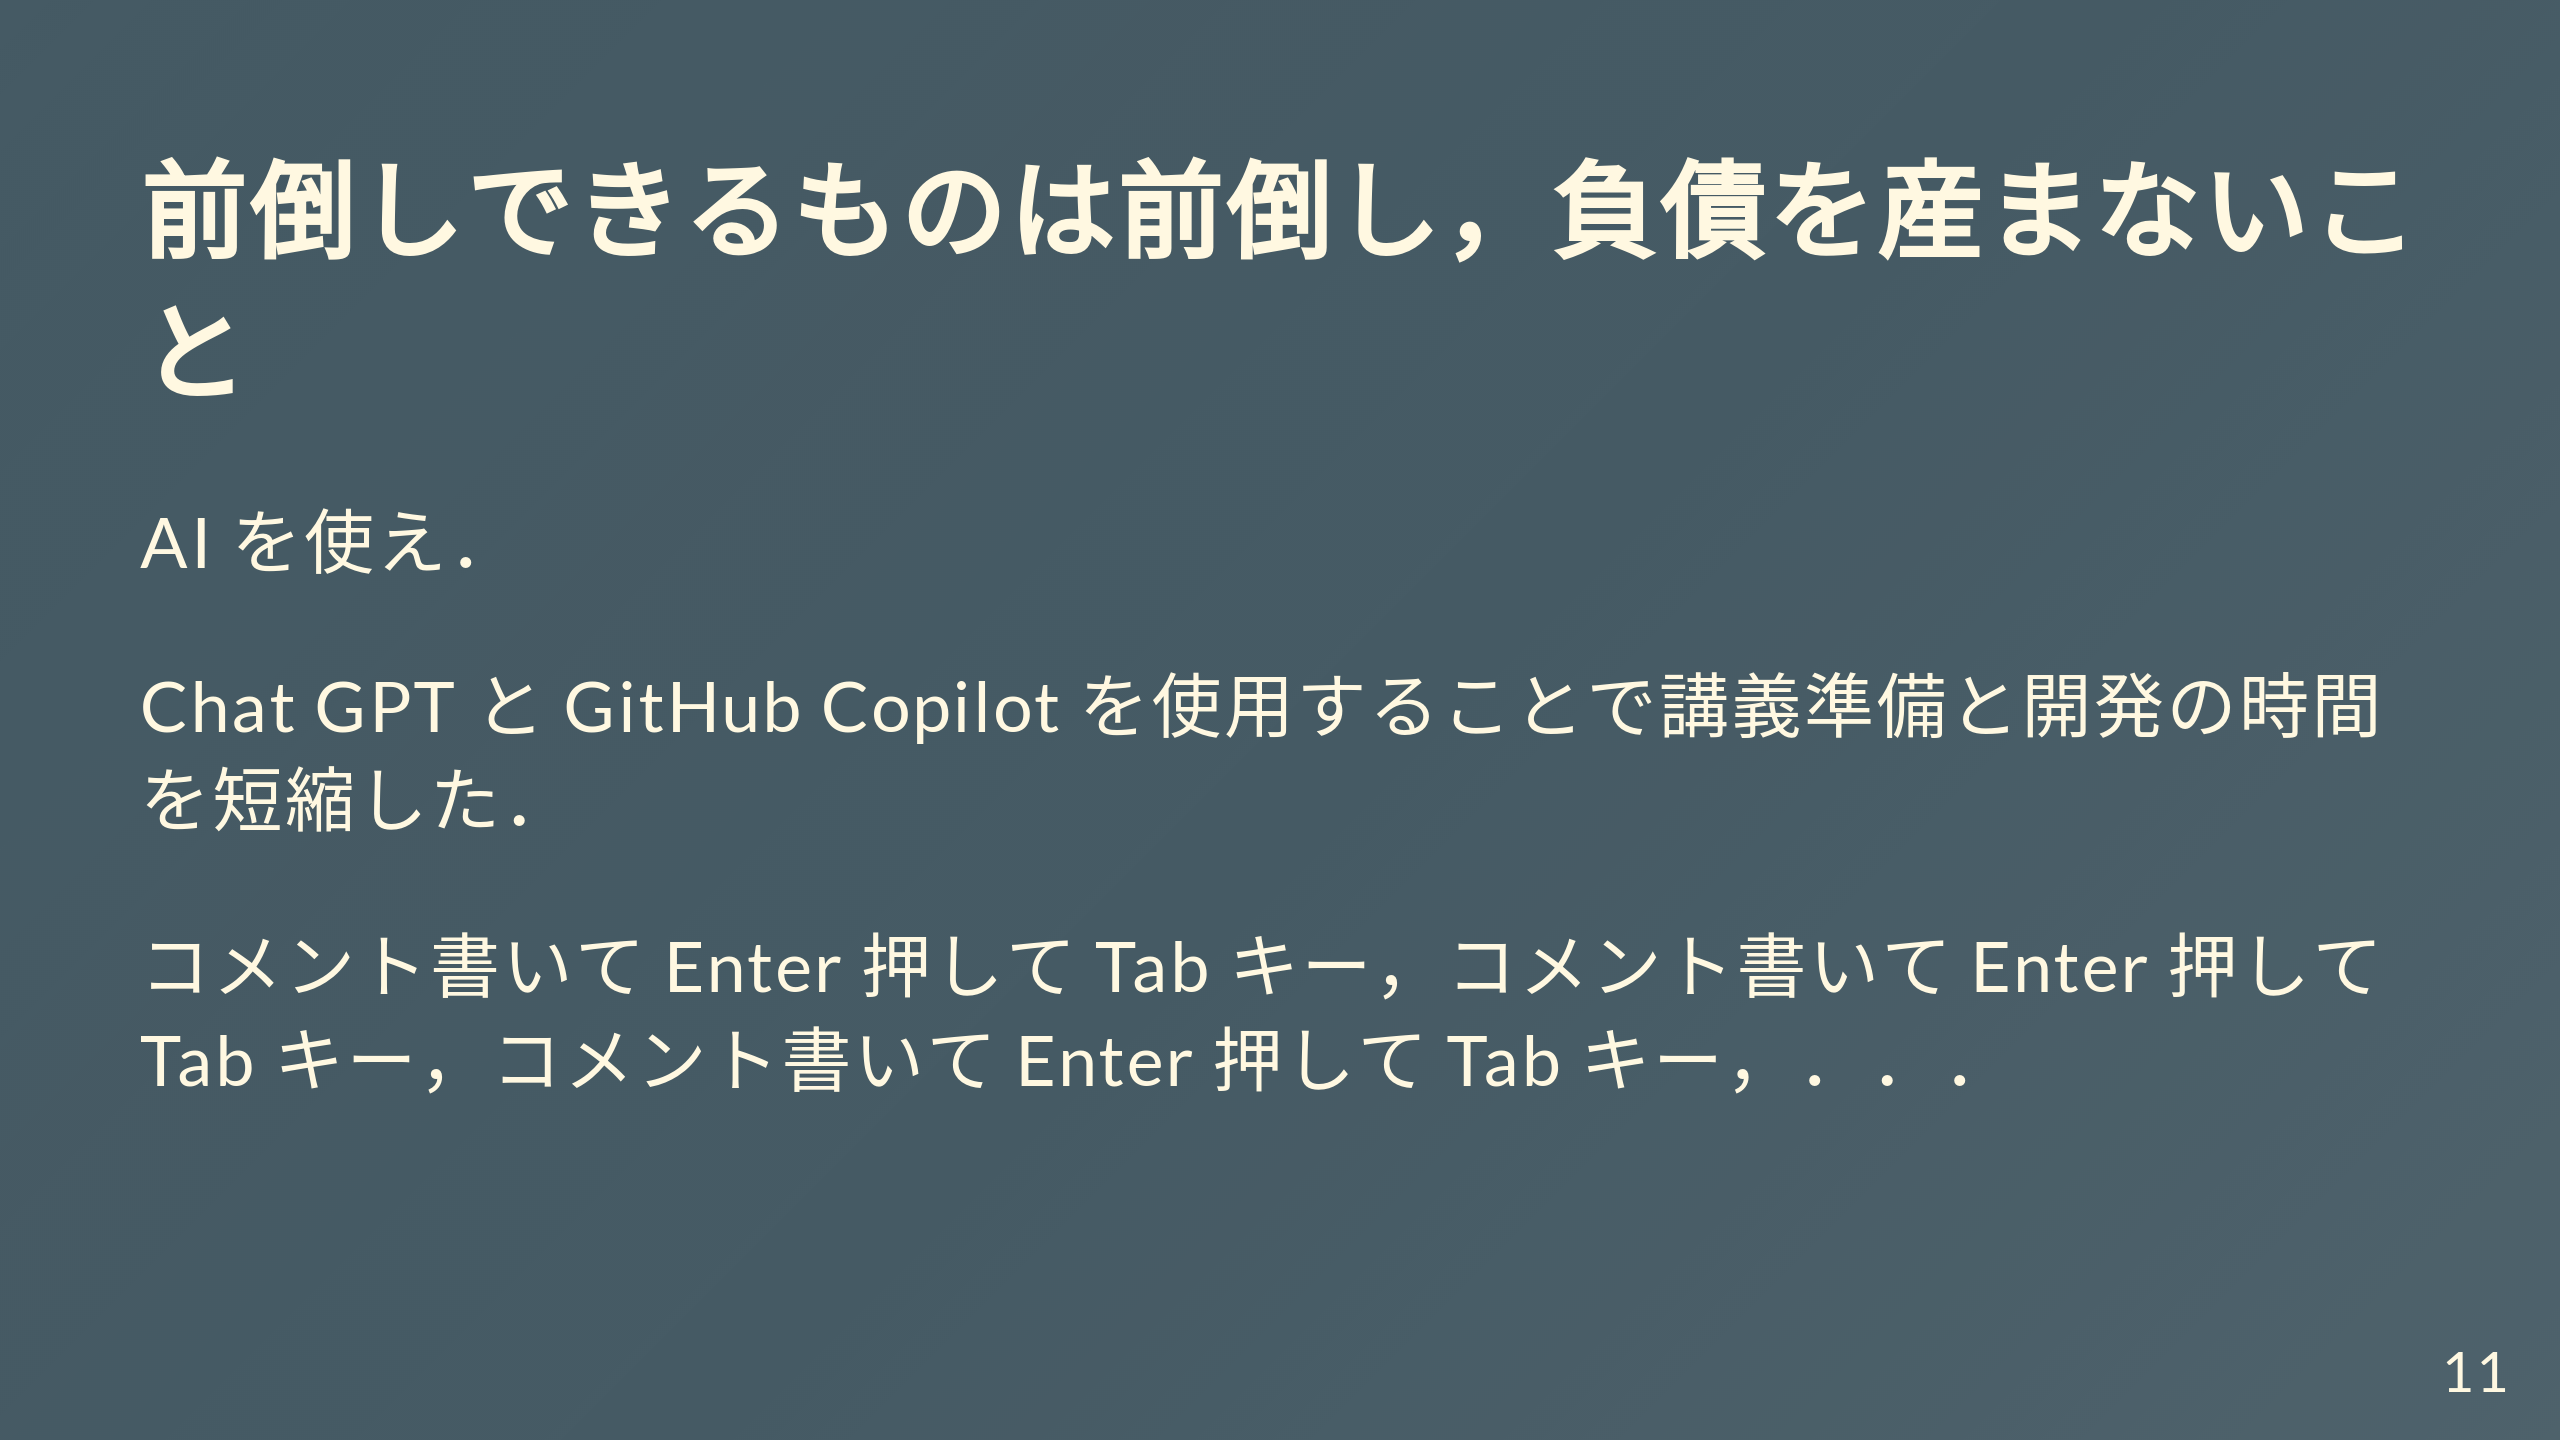 前倒しできるものは前倒し，負債を産まないこ
と
AI を使え．
Chat GPT と GitHub Copilot を使用することで講義準備と開発の時間
を短縮した．
コメント書いて Enter 押して Tab キー，コメント書いて Enter 押して
Tab キー，コメント書いて Enter 押して Tab キー，．．．
11